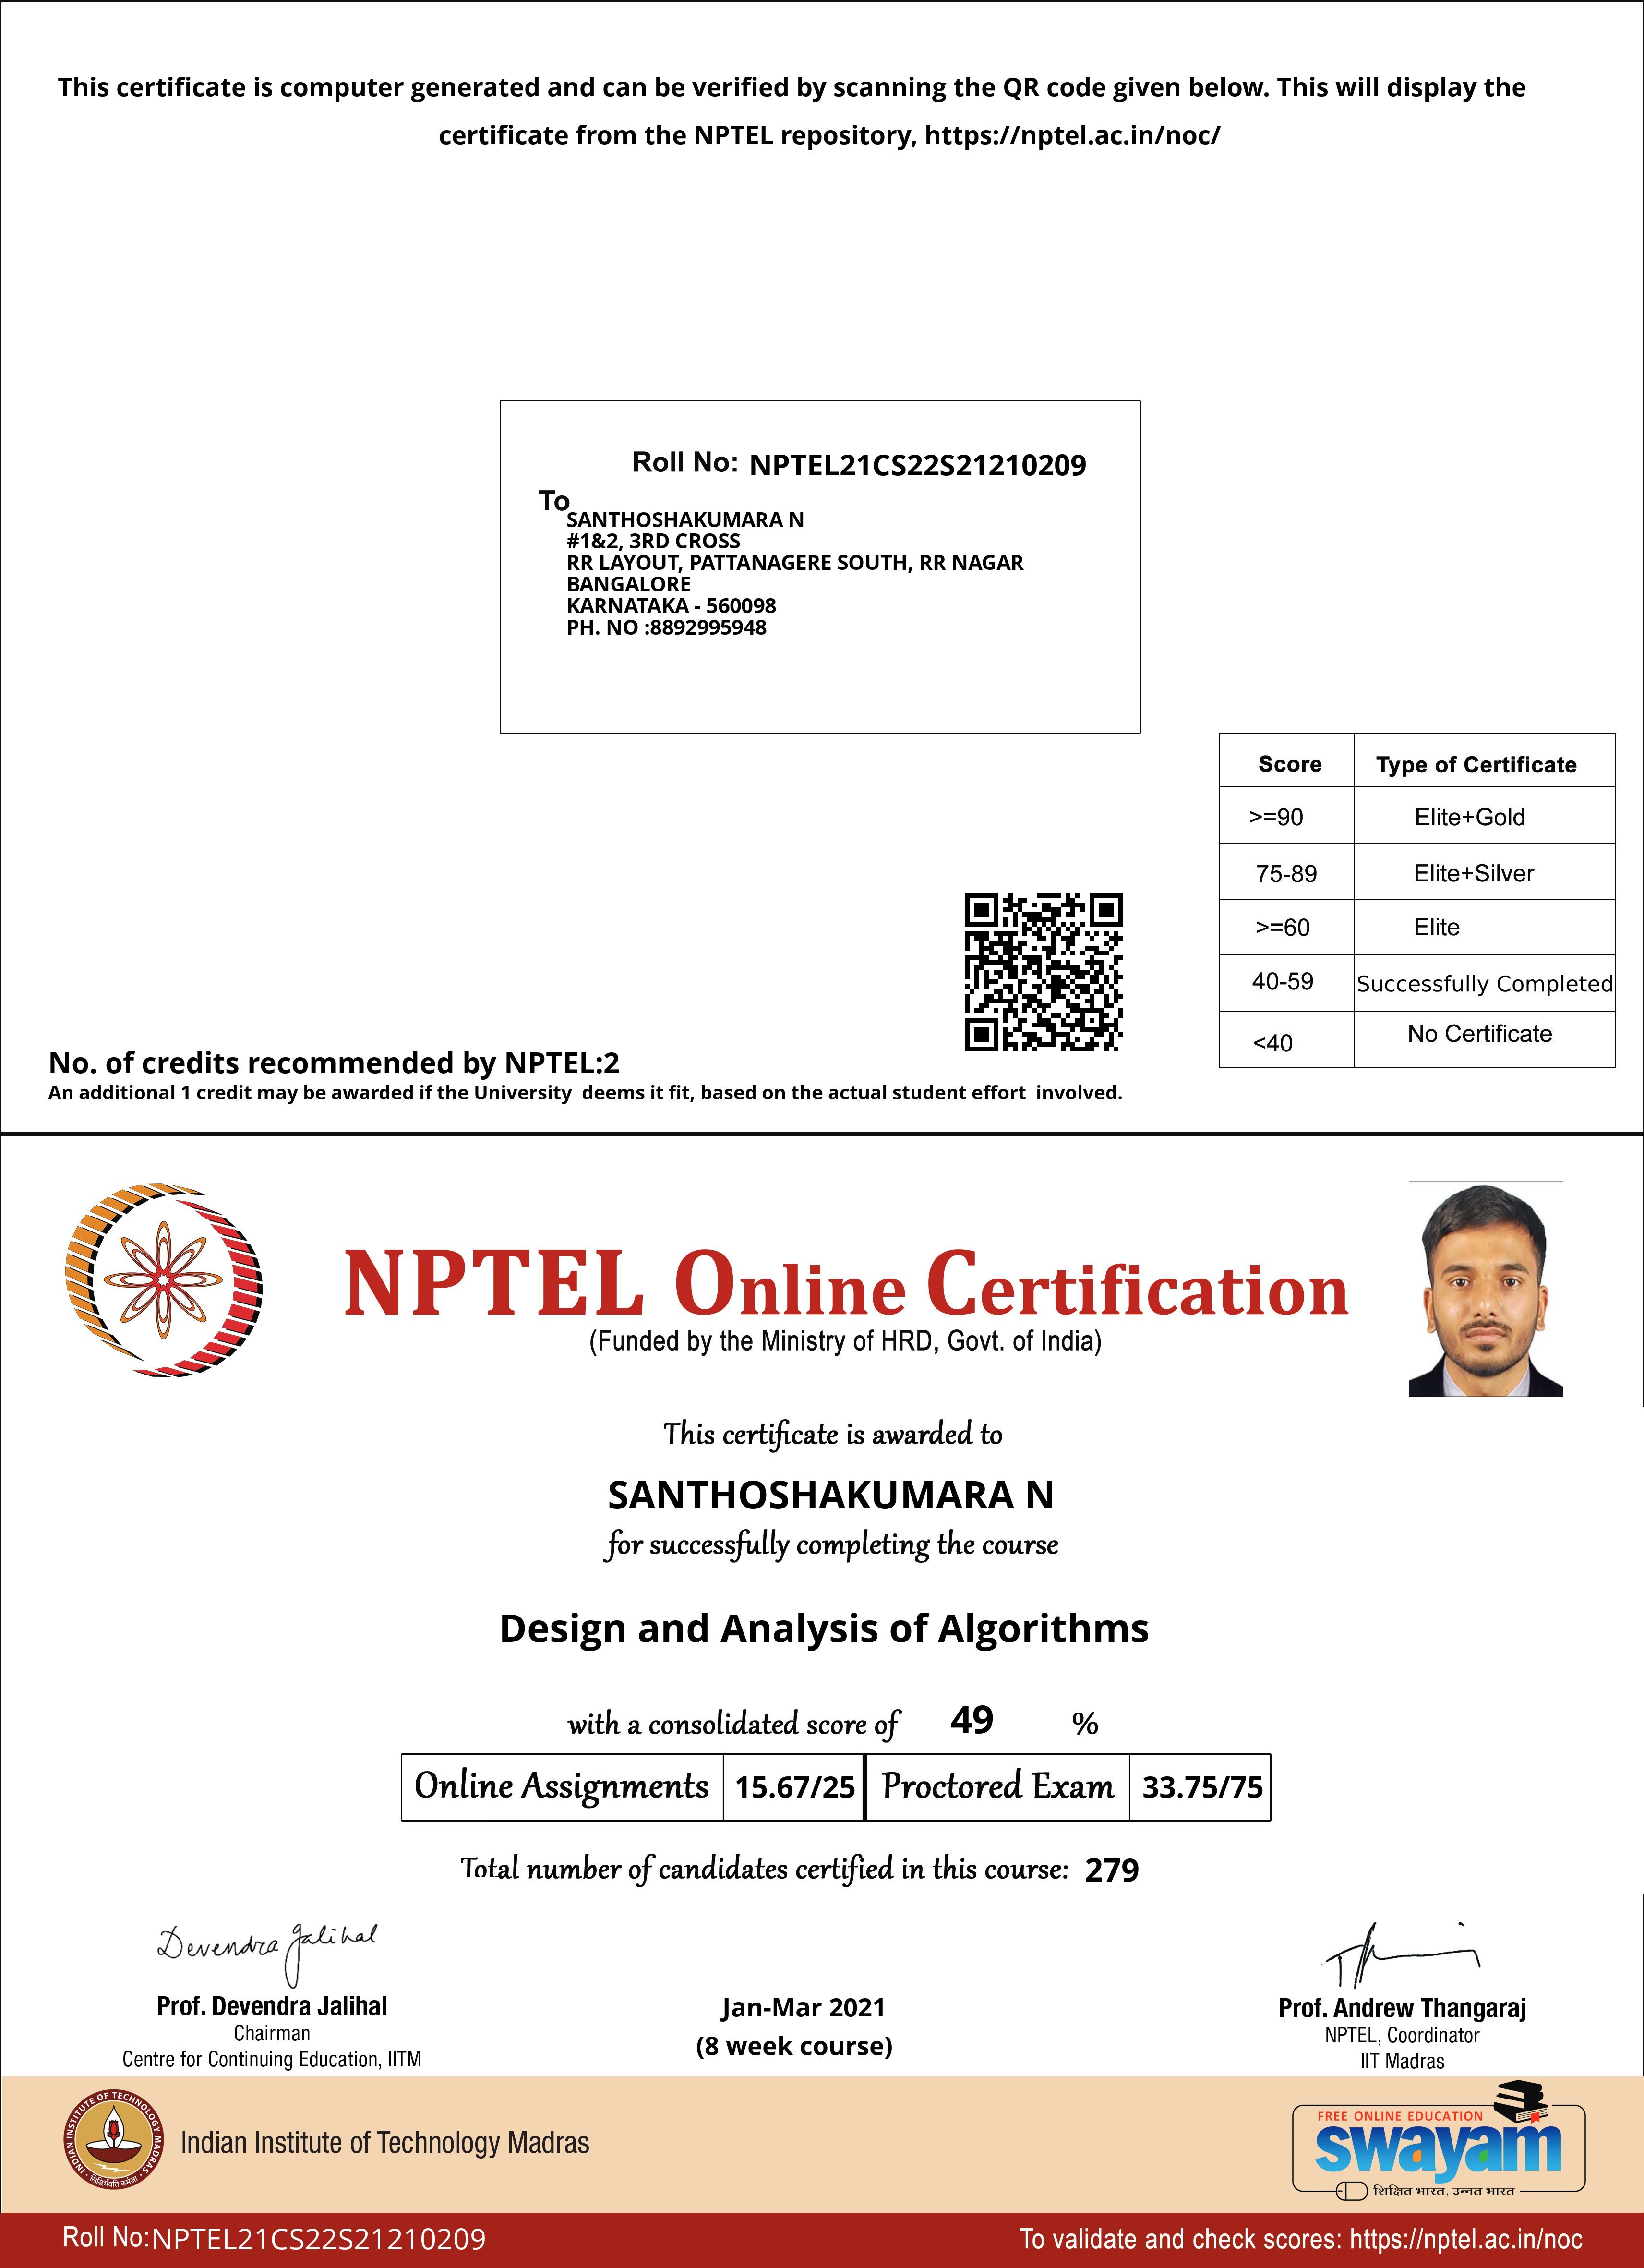 This certificate is computer generated and can be verified by scanning the QR code given below. This will display the
certificate from the NPTEL repository, https://nptel.ac.in/noc/
Roll No: NPTEL21CS22S21210209
To
SANTHOSHAKUMARA N
#1&2, 3RD CROSS
RR LAYOUT, PATTANAGERE SOUTH, RR NAGAR
BANGALORE
KARNATAKA - 560098
PH. NO :8892995948
Score Type of Certificate
>=90 Elite+Gold
75-89 Elite+Silver
>=60 Elite
40-59 Successfully Completed
<40 No Certificate
No. of credits recommended by NPTEL:2
An additional 1 credit may be awarded if the University deems it fit, based on the actual student effort involved.
NPTEL Online Certification
(Funded by the Ministry of HRD, Govt. of India)
This certificate is awarded to
SANTHOSHAKUMARA N
for successfully completing the course
Design and Analysis of Algorithms
with a consolidated score of 49 %
Online Assignments 15.67/25 Proctored Exam 33.75/75
Total number of candidates certified in this course: 279
Devendra Jalihal
Prof. Devendra Jalihal
Chairman
Centre for Continuing Education, IITM
Jan-Mar 2021
(8 week course)
Prof. Andrew Thangaraj
NPTEL, Coordinator
IIT Madras
INDIAN INSTITUTE OF TECHNOLOGY MADRAS
सिद्धिर्भवति कर्मजा
Indian Institute of Technology Madras
FREE ONLINE EDUCATION
swayam
शिक्षित भारत, उन्नत भारत
Roll No:NPTEL21CS22S21210209
To validate and check scores: https://nptel.ac.in/noc